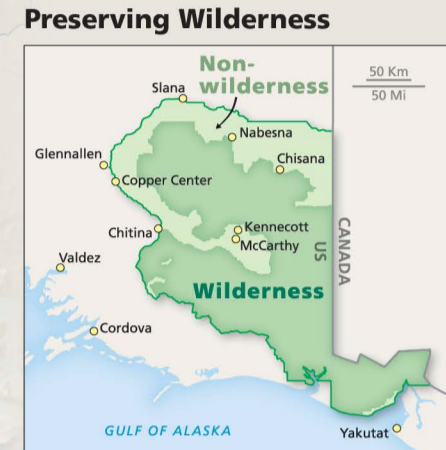 Preserving Wilderness
Non-
wilderness
50 Km
50 Mi
Slana
Nabesna
Glennallen
Chisana
Copper Center
Chitina
Kennecott
McCarthy
US
CANADA
Valdez
Wilderness
Cordova
GULF OF ALASKA
Yakutat